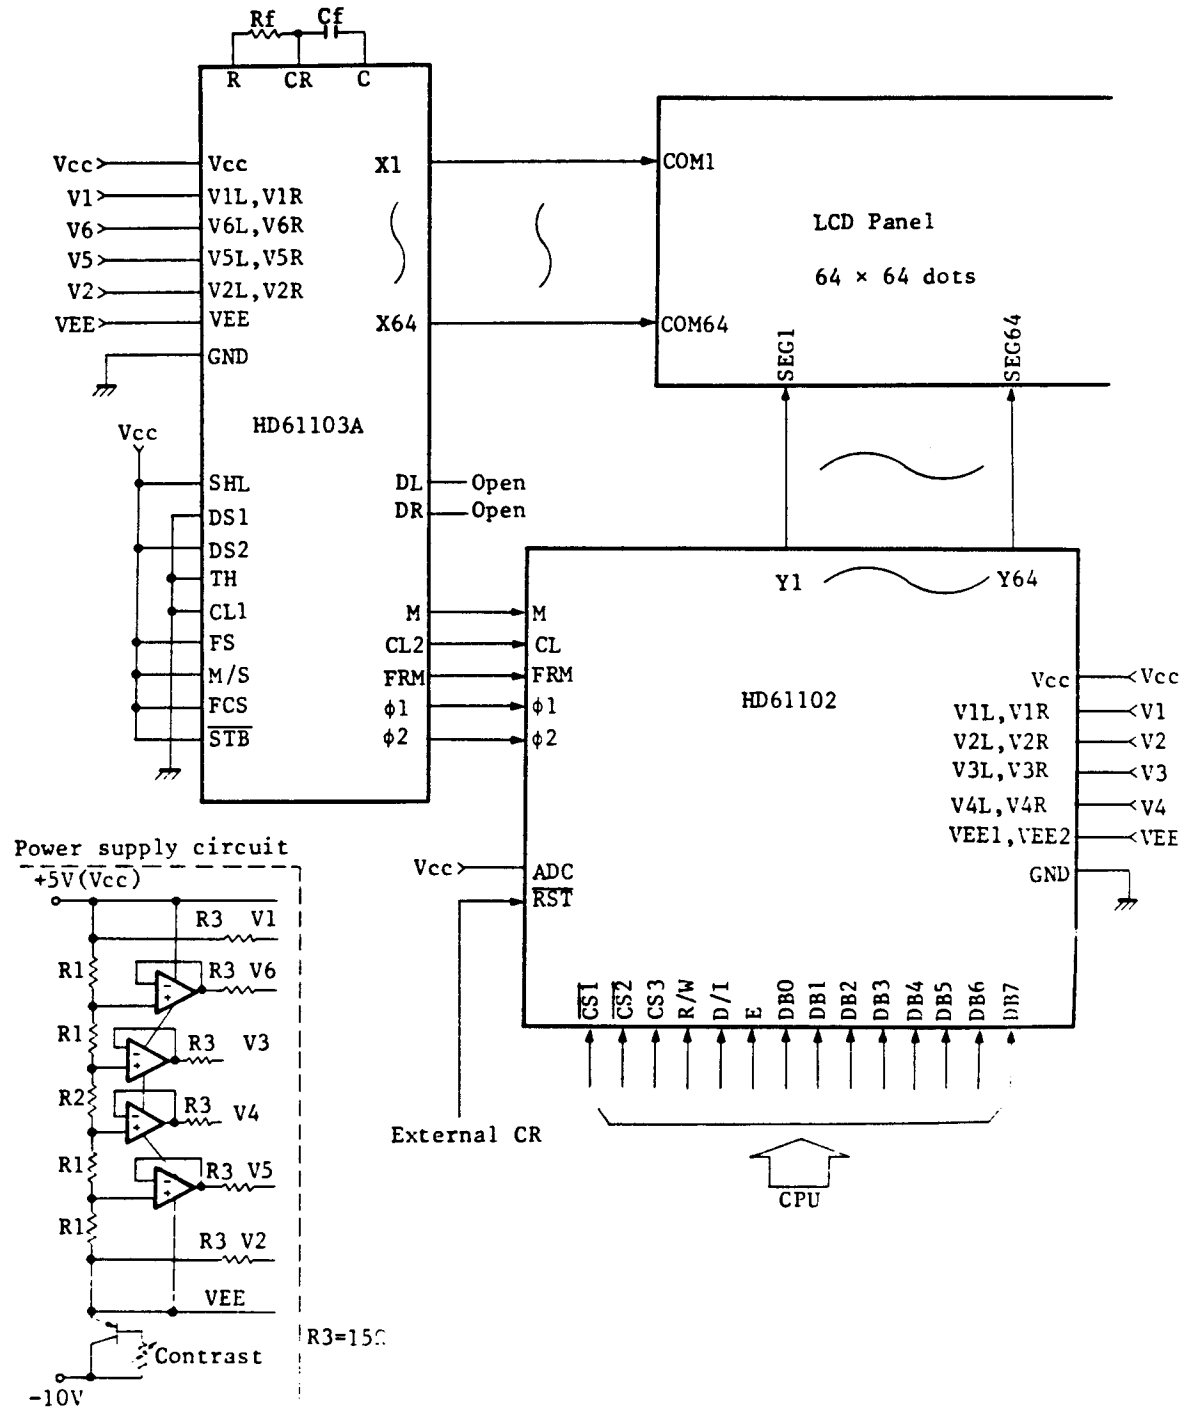 Rf Cf
R CR C
Vcc Vcc X1 COM1
V1 V1L,V1R
V6 V6L,V6R
LCD Panel
V5 V5L,V5R
64 × 64 dots
V2 V2L,V2R
VEE VEE X64 COM64
GND
SEG1 SEG64
HD61103A
Vcc
SHL DL Open
DS1 DR Open
DS2
TH Y1 Y64
CL1 M M
FS CL2 CL
M/S FRM FRM
FCS ϕ1 ϕ1
STB ϕ2 ϕ2
HD61102
Vcc Vcc
V1L,V1R V1
V2L,V2R V2
V3L,V3R V3
V4L,V4R V4
VEE1,VEE2 VEE
GND
Vcc ADC
RST
CS1 CS2 CS3 R/W D/I E DB0 DB1 DB2 DB3 DB4 DB5 DB6 DB7
External CR
CPU
Power supply circuit
+5V(Vcc)
R3 V1
R1 R3 V6
R1 R3 V3
R2 R3 V4
R1 R3 V5
R1 R3 V2
VEE
R3=15Ω
Contrast
-10V